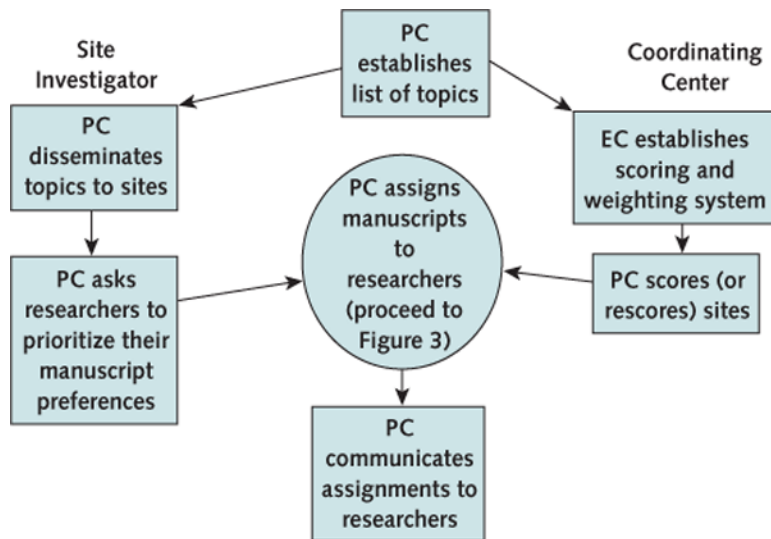 PC
establishes
list of topics
Site
Investigator
Coordinating
Center
PC
disseminates
topics to sites
EC establishes
scoring and
weighting system
PC assigns
manuscripts
to
researchers
(proceed to
Figure 3)
PC asks
researchers to
prioritize their
manuscript
preferences
PC scores (or
rescores) sites
PC
communicates
assignments to
researchers